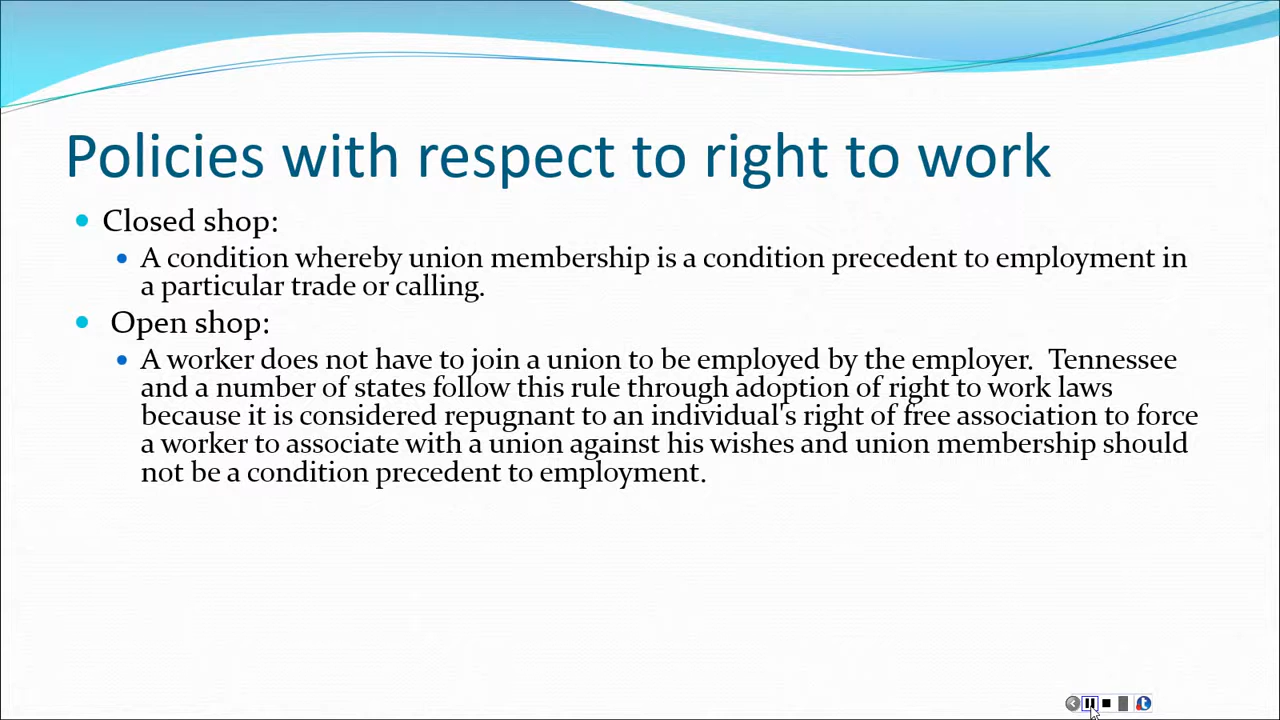 Policies with respect to right to work
Closed shop:
A condition whereby union membership is a condition precedent to employment in
a particular trade or calling.
Open shop:
A worker does not have to join a union to be employed by the employer.  Tennessee
and a number of states follow this rule through adoption of right to work laws
because it is considered repugnant to an individual's right of free association to force
a worker to associate with a union against his wishes and union membership should
not be a condition precedent to employment.